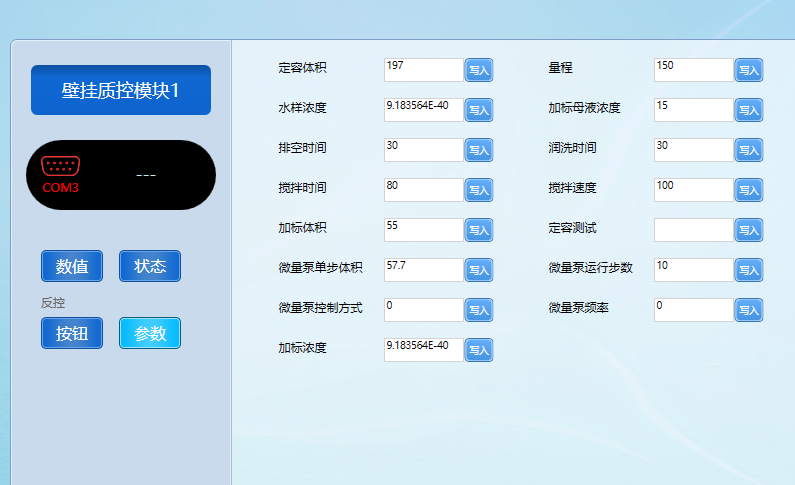 壁挂质控模块1
COM3
---
数值 状态
反控
按钮 参数
定容体积 197 写入 量程 150 写入
水样浓度 9.183564E-40 写入 加标母液浓度 15 写入
排空时间 30 写入 润洗时间 30 写入
搅拌时间 80 写入 搅拌速度 100 写入
加标体积 55 写入 定容测试 写入
微量泵单步体积 57.7 写入 微量泵运行步数 10 写入
微量泵控制方式 0 写入 微量泵频率 0 写入
加标浓度 9.183564E-40 写入